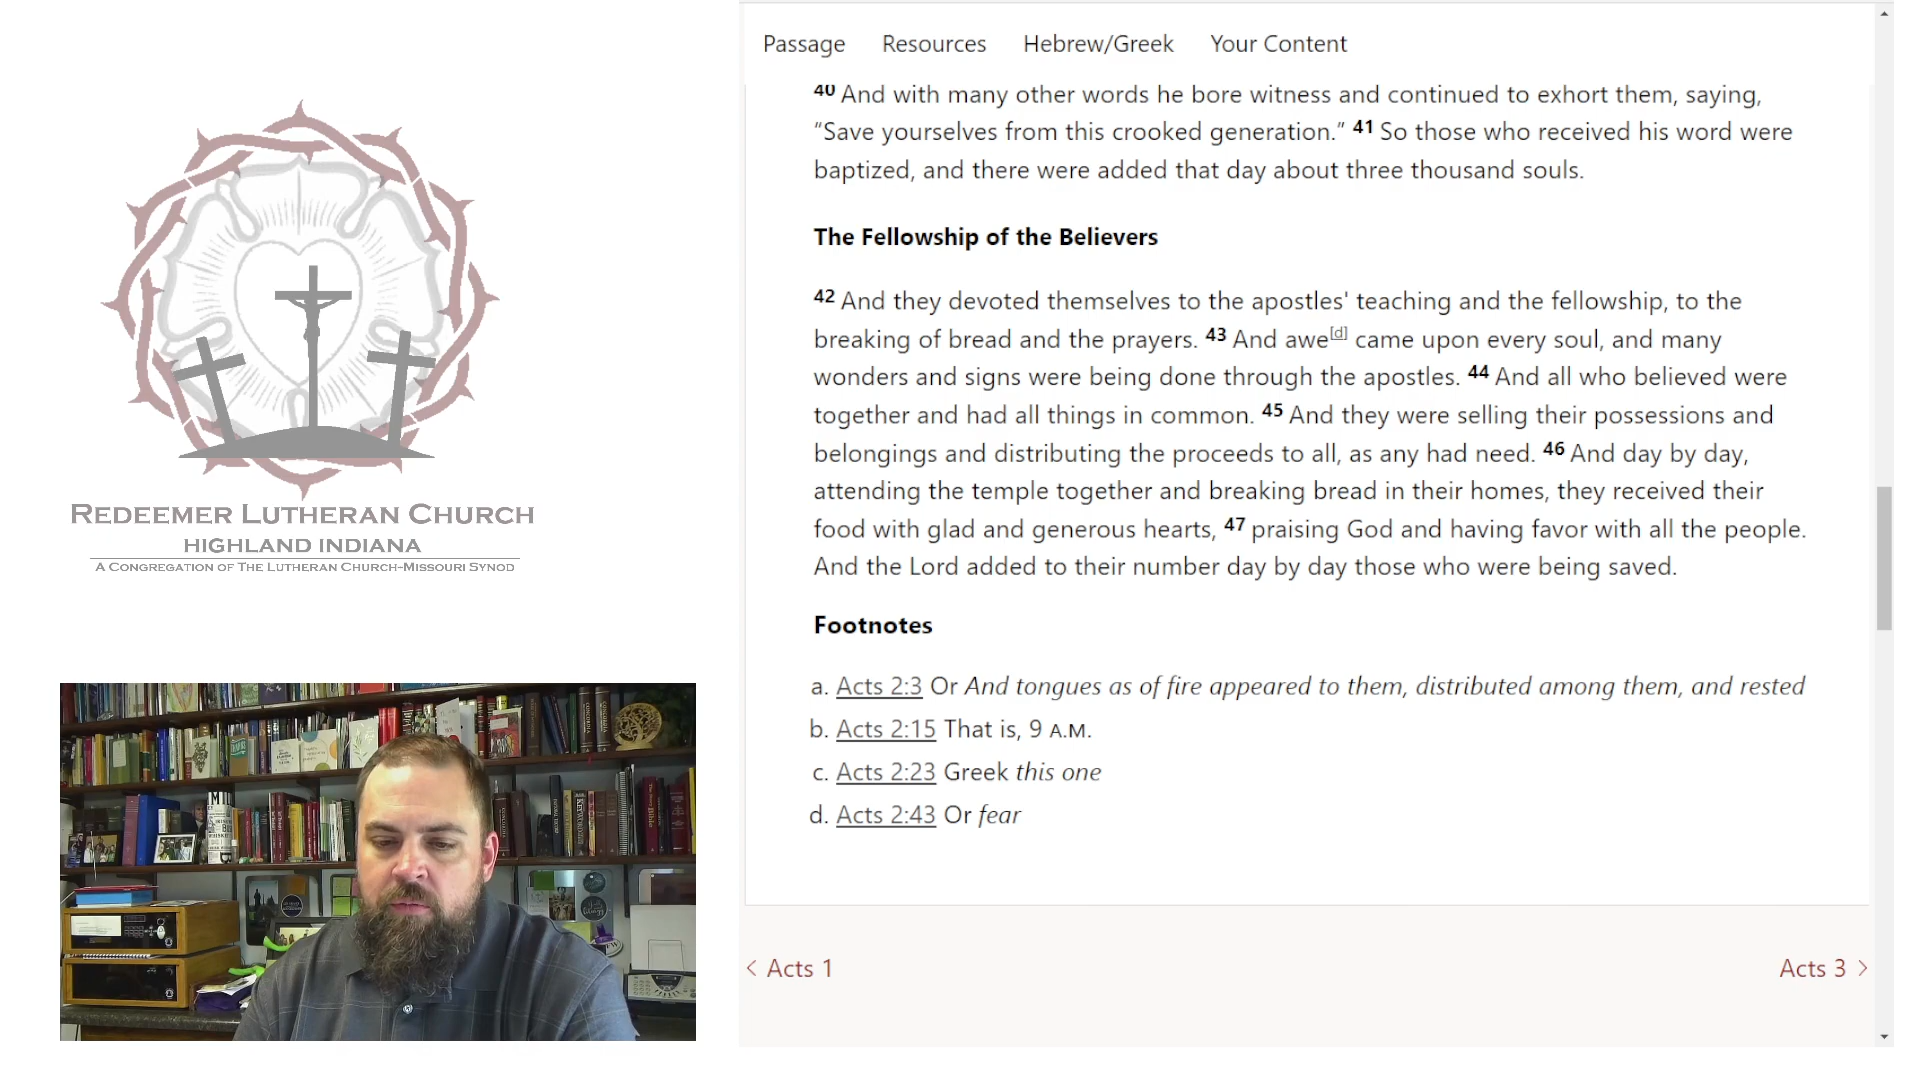 Passage Resources Hebrew/Greek Your Content
40 And with many other words he bore witness and continued to exhort them, saying,
“Save yourselves from this crooked generation.” 41 So those who received his word were
baptized, and there were added that day about three thousand souls.
The Fellowship of the Believers
42 And they devoted themselves to the apostles' teaching and the fellowship, to the
breaking of bread and the prayers. 43 And awe[d] came upon every soul, and many
wonders and signs were being done through the apostles. 44 And all who believed were
together and had all things in common. 45 And they were selling their possessions and
belongings and distributing the proceeds to all, as any had need. 46 And day by day,
attending the temple together and breaking bread in their homes, they received their
food with glad and generous hearts, 47 praising God and having favor with all the people.
And the Lord added to their number day by day those who were being saved.
Footnotes
a. Acts 2:3 Or And tongues as of fire appeared to them, distributed among them, and rested
b. Acts 2:15 That is, 9 A.M.
c. Acts 2:23 Greek this one
d. Acts 2:43 Or fear
< Acts 1
Acts 3 >
REDEEMER LUTHERAN CHURCH
HIGHLAND INDIANA
A CONGREGATION OF THE LUTHERAN CHURCH-MISSOURI SYNOD